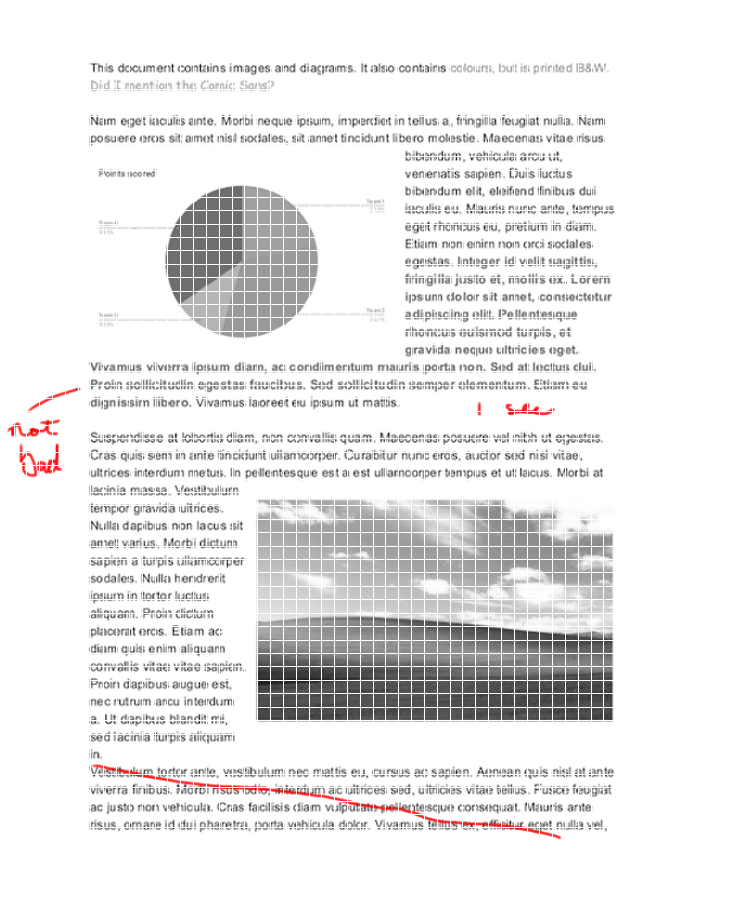 This document contains images and diagrams. It also contains colours, but is printed B&W.
Did I mention the Comic Sans?
Nam eget iaculis ante. Morbi neque ipsum, imperdiet in tellus a, fringilla feugiat nulla. Nam
posuere eros sit amet nisl sodales, sit amet tincidunt libero molestie. Maecenas vitae risus
bibendum, vehicula arcu ut,
venenatis sapien. Duis luctus
bibendum elit, eleifend finibus dui
iaculis eu. Mauris nunc ante, tempus
eget rhoncus eu, pretium in diam.
Etiam non enim non orci sodales
egestas. Integer id velit sagittis,
fringilla justo et, mollis ex. Lorem
ipsum dolor sit amet, consectetur
adipiscing elit. Pellentesque
rhoncus euismod turpis, et
gravida neque ultricies eget.
Points scored
Team 1
Team 2
Vivamus viverra ipsum diam, ac condimentum mauris porta non. Sed at lectus dui.
Proin sollicitudin egestas faucibus. Sed sollicitudin semper elementum. Etiam eu
dignissim libero. Vivamus laoreet eu ipsum ut mattis.
I see
Not
bad
Suspendisse at lobortis diam, non convallis quam. Maecenas posuere vel nibh ut egestas.
Cras quis sem in ante tincidunt ullamcorper. Curabitur nunc eros, auctor sed nisi vitae,
ultrices interdum metus. In pellentesque est a est ullamcorper tempus et ut lacus. Morbi at
lacinia massa. Vestibulum
tempor gravida ultrices.
Nulla dapibus non lacus sit
amet varius. Morbi dictum
sapien a turpis ullamcorper
sodales. Nulla hendrerit
ipsum in tortor luctus
aliquam. Proin dictum
placerat eros. Etiam ac
diam quis enim aliquam
convallis vitae vitae sapien.
Proin dapibus augue est,
nec rutrum arcu interdum
a. Ut dapibus blandit mi,
sed lacinia turpis aliquam
in.
Vestibulum tortor ante, vestibulum nec mattis eu, cursus ac sapien. Aenean quis nisl at ante
viverra finibus. Morbi risus odio, interdum ac ultrices sed, ultricies vitae tellus. Fusce feugiat
ac justo non vehicula. Cras facilisis diam vulputate pellentesque consequat. Mauris ante
risus, ornare id dui pharetra, porta vehicula dolor. Vivamus tellus ex, efficitur eget nulla vel,